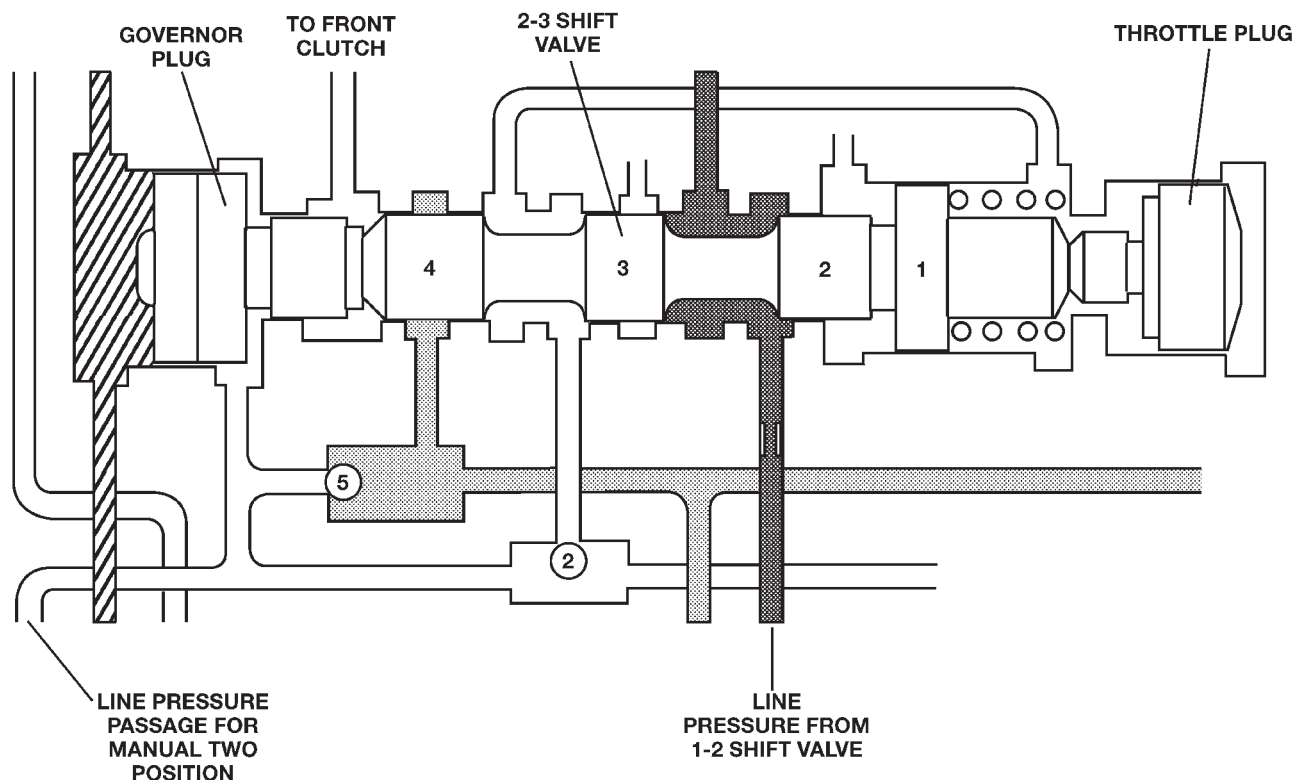 GOVERNOR
PLUG
TO FRONT
CLUTCH
2-3 SHIFT
VALVE
THROTTLE PLUG
4
3
2
1
5
2
LINE PRESSURE
PASSAGE FOR
MANUAL TWO
POSITION
LINE
PRESSURE FROM
1-2 SHIFT VALVE